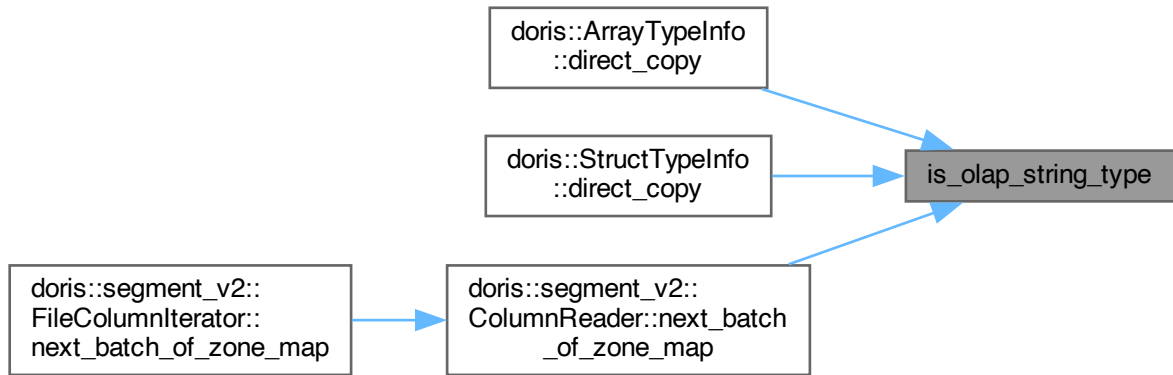 doris::ArrayTypeInfo
::direct_copy
doris::StructTypeInfo
::direct_copy
is_olap_string_type
doris::segment_v2::
FileColumnIterator::
next_batch_of_zone_map
doris::segment_v2::
ColumnReader::next_batch
_of_zone_map